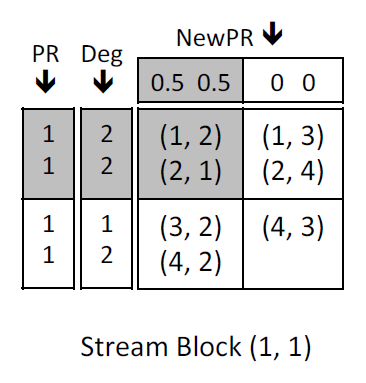 NewPR
PR Deg
0.5 0.5 0 0
1 2 (1, 2) (1, 3)
1 2 (2, 1) (2, 4)
1 1 (3, 2) (4, 3)
1 2 (4, 2)
Stream Block (1, 1)